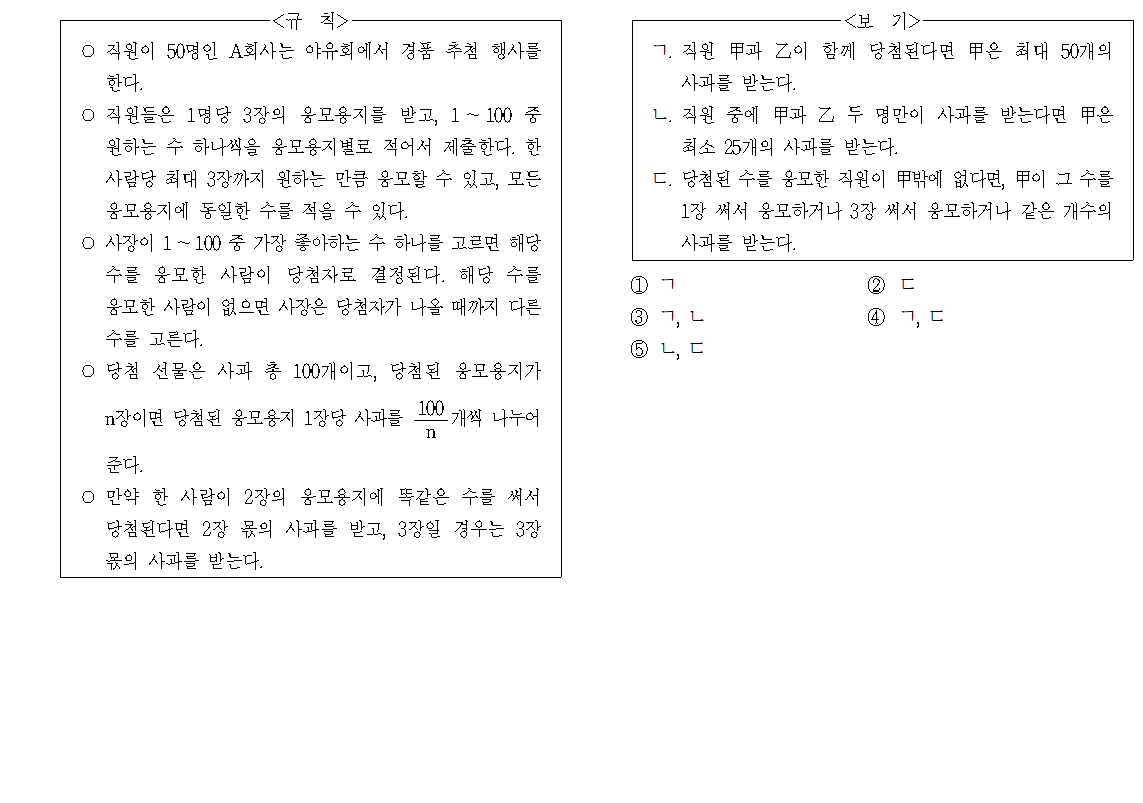 <규 칙>
○ 직원이 50명인 A회사는 야유회에서 경품 추첨 행사를
한다.
○ 직원들은 1명당 3장의 응모용지를 받고, 1 ~ 100 중
원하는 수 하나씩을 응모용지별로 적어서 제출한다. 한
사람당 최대 3장까지 원하는 만큼 응모할 수 있고, 모든
응모용지에 동일한 수를 적을 수 있다.
○ 사장이 1 ~ 100 중 가장 좋아하는 수 하나를 고르면 해당
수를 응모한 사람이 당첨자로 결정된다. 해당 수를
응모한 사람이 없으면 사장은 당첨자가 나올 때까지 다른
수를 고른다.
○ 당첨 선물은 사과 총 100개이고, 당첨된 응모용지가
n장이면 당첨된 응모용지 1장당 사과를 100/n 개씩 나누어
준다.
○ 만약 한 사람이 2장의 응모용지에 똑같은 수를 써서
당첨된다면 2장 몫의 사과를 받고, 3장일 경우는 3장
몫의 사과를 받는다.
<보 기>
ㄱ. 직원 甲과 乙이 함께 당첨된다면 甲은 최대 50개의
사과를 받는다.
ㄴ. 직원 중에 甲과 乙 두 명만이 사과를 받는다면 甲은
최소 25개의 사과를 받는다.
ㄷ. 당첨된 수를 응모한 직원이 甲밖에 없다면, 甲이 그 수를
1장 써서 응모하거나 3장 써서 응모하거나 같은 개수의
사과를 받는다.
① ㄱ ② ㄷ
③ ㄱ, ㄴ ④ ㄱ, ㄷ
⑤ ㄴ, ㄷ